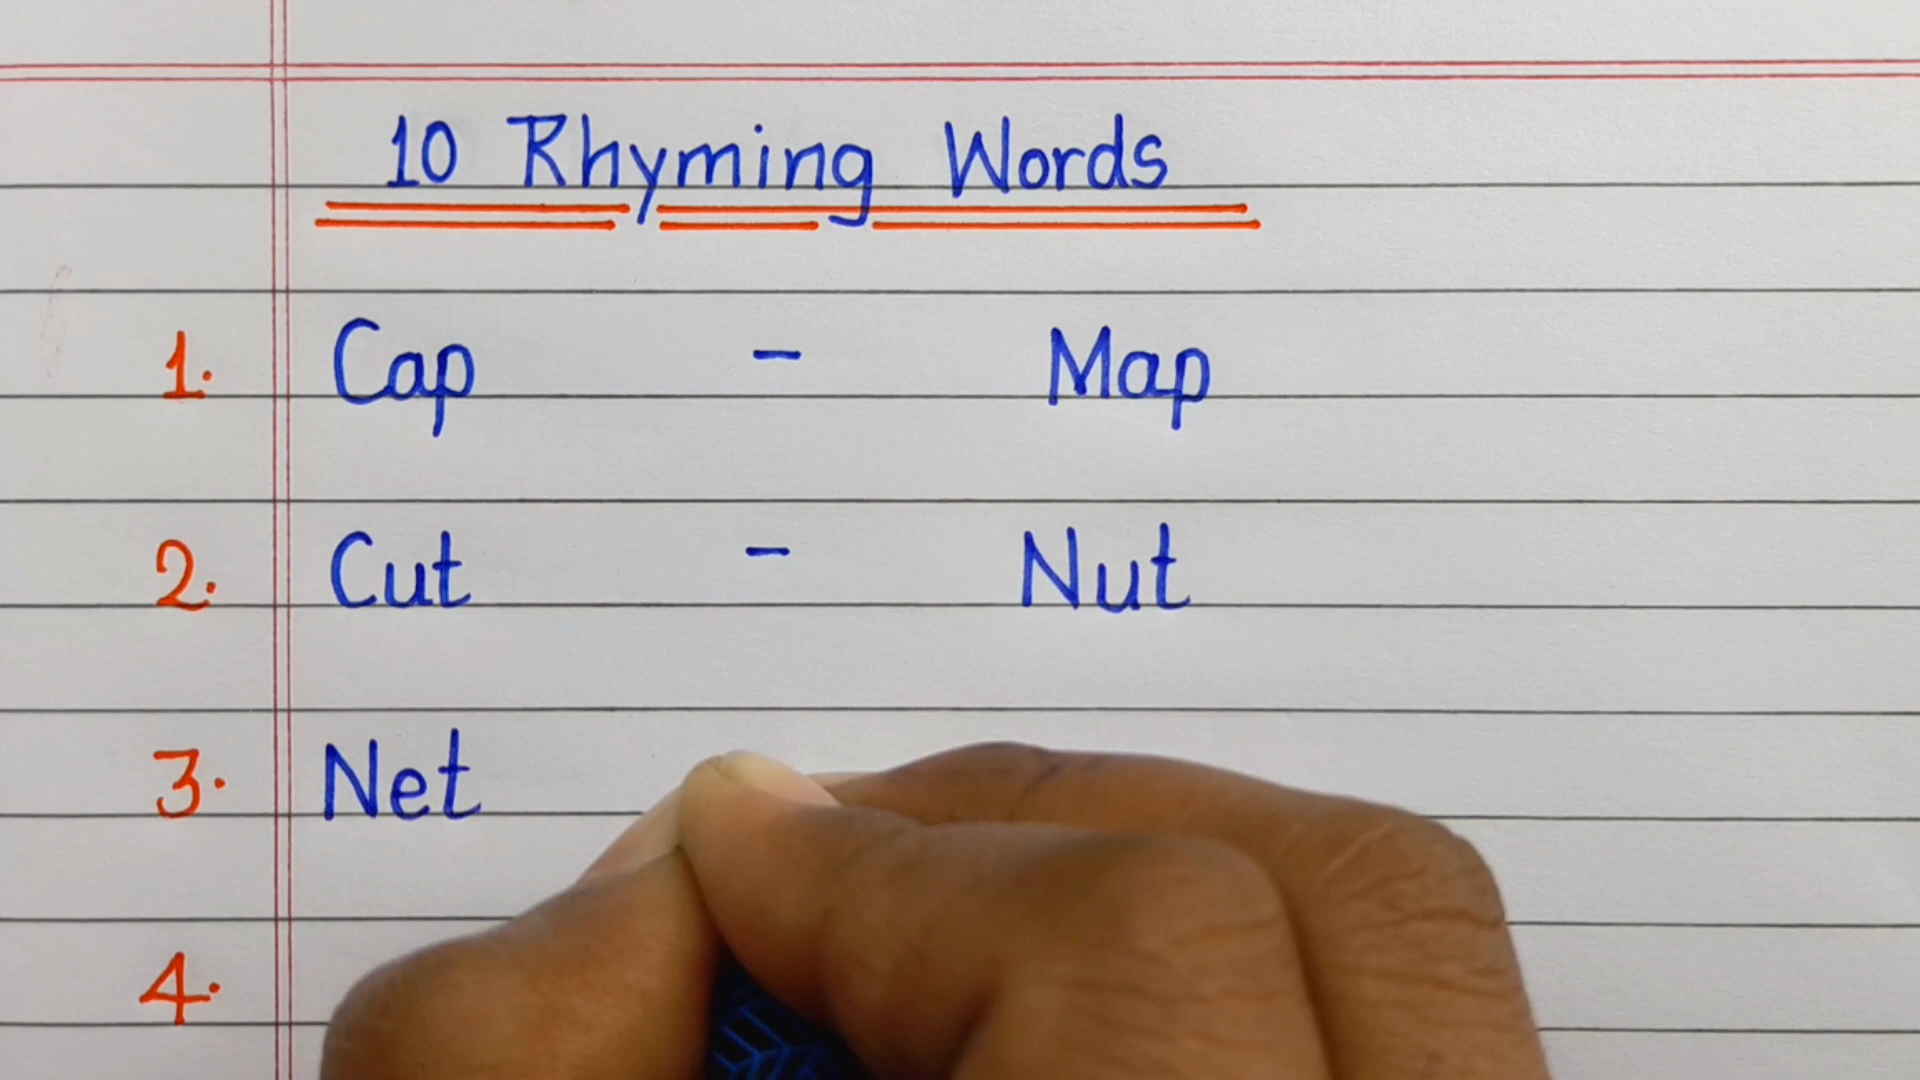 10 Rhyming Words
1. Cap - Map
2. Cut - Nut
3. Net
4.